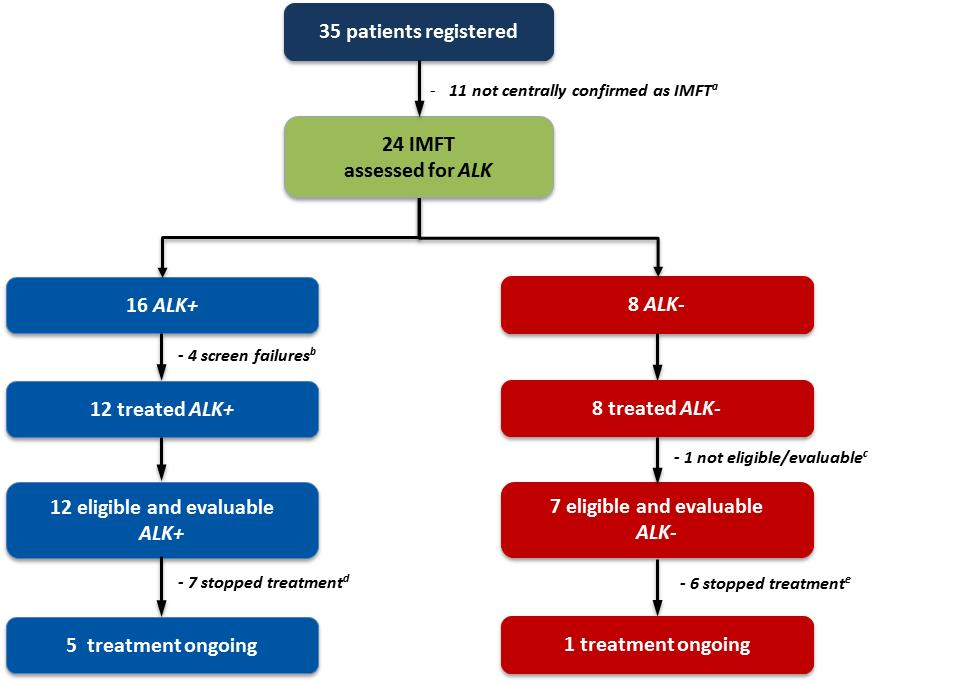 35 patients registered
- 11 not centrally confirmed as IMFTᵃ
24 IMFT
assessed for ALK
16 ALK+
8 ALK-
- 4 screen failuresᵇ
12 treated ALK+
8 treated ALK-
- 1 not eligible/evaluableᶜ
12 eligible and evaluable
ALK+
7 eligible and evaluable
ALK-
- 7 stopped treatmentᵈ
- 6 stopped treatmentᵉ
5 treatment ongoing
1 treatment ongoing